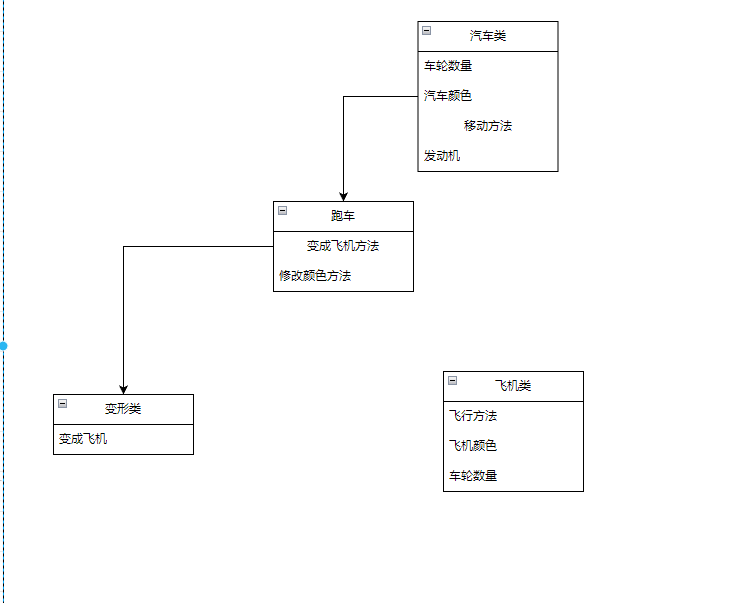 汽车类
车轮数量
汽车颜色
移动方法
发动机
跑车
变成飞机方法
修改颜色方法
变形类
变成飞机
飞机类
飞行方法
飞机颜色
车轮数量